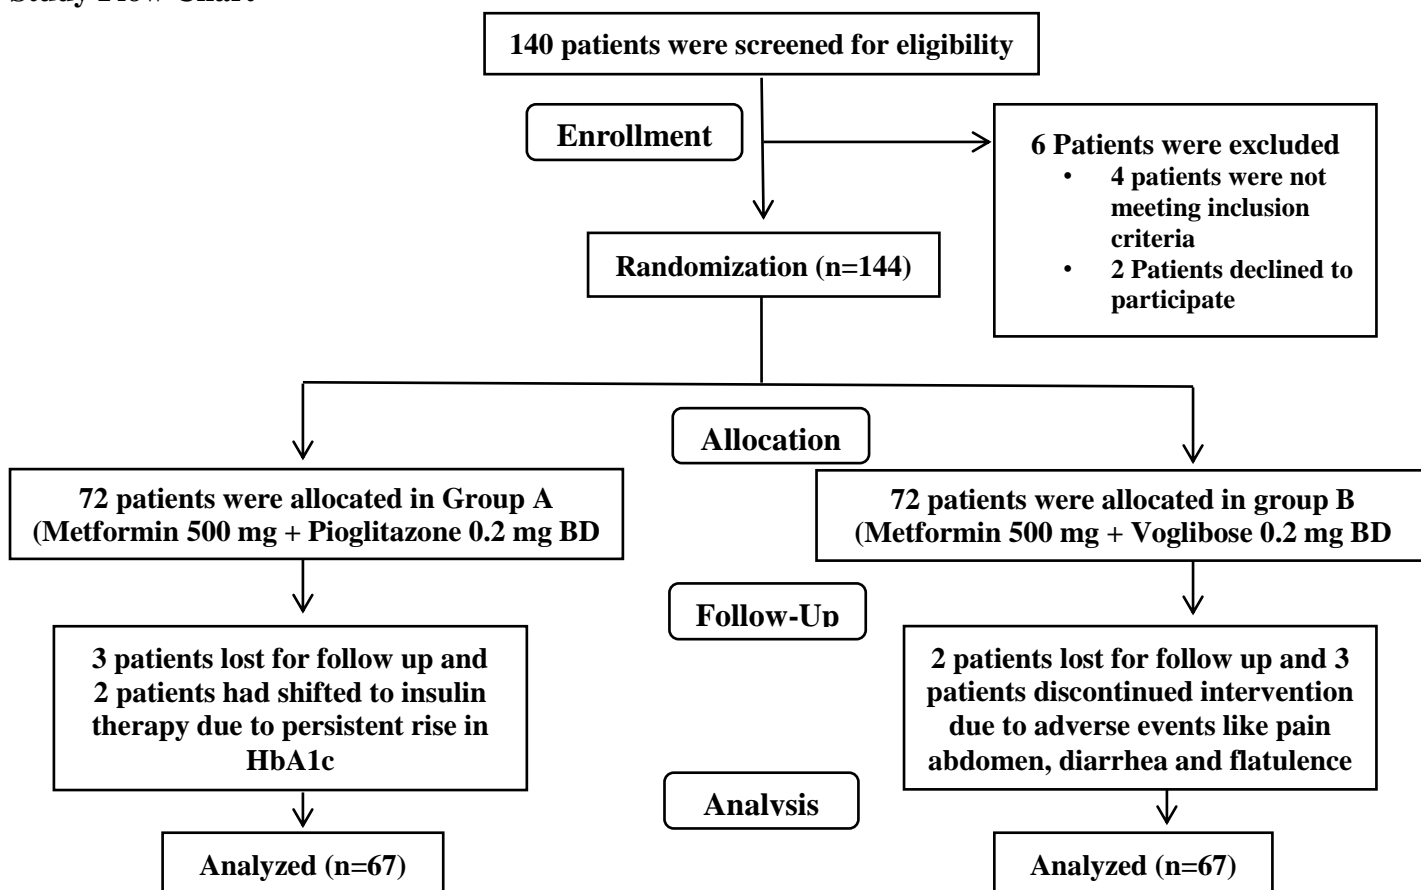 Study Flow Chart
140 patients were screened for eligibility
Enrollment
6 Patients were excluded
• 4 patients were not
meeting inclusion
criteria
• 2 Patients declined to
participate
Randomization (n=144)
Allocation
72 patients were allocated in Group A
(Metformin 500 mg + Pioglitazone 0.2 mg BD
72 patients were allocated in group B
(Metformin 500 mg + Voglibose 0.2 mg BD
Follow-Up
3 patients lost for follow up and
2 patients had shifted to insulin
therapy due to persistent rise in
HbA1c
2 patients lost for follow up and 3
patients discontinued intervention
due to adverse events like pain
abdomen, diarrhea and flatulence
Analysis
Analyzed (n=67)
Analyzed (n=67)